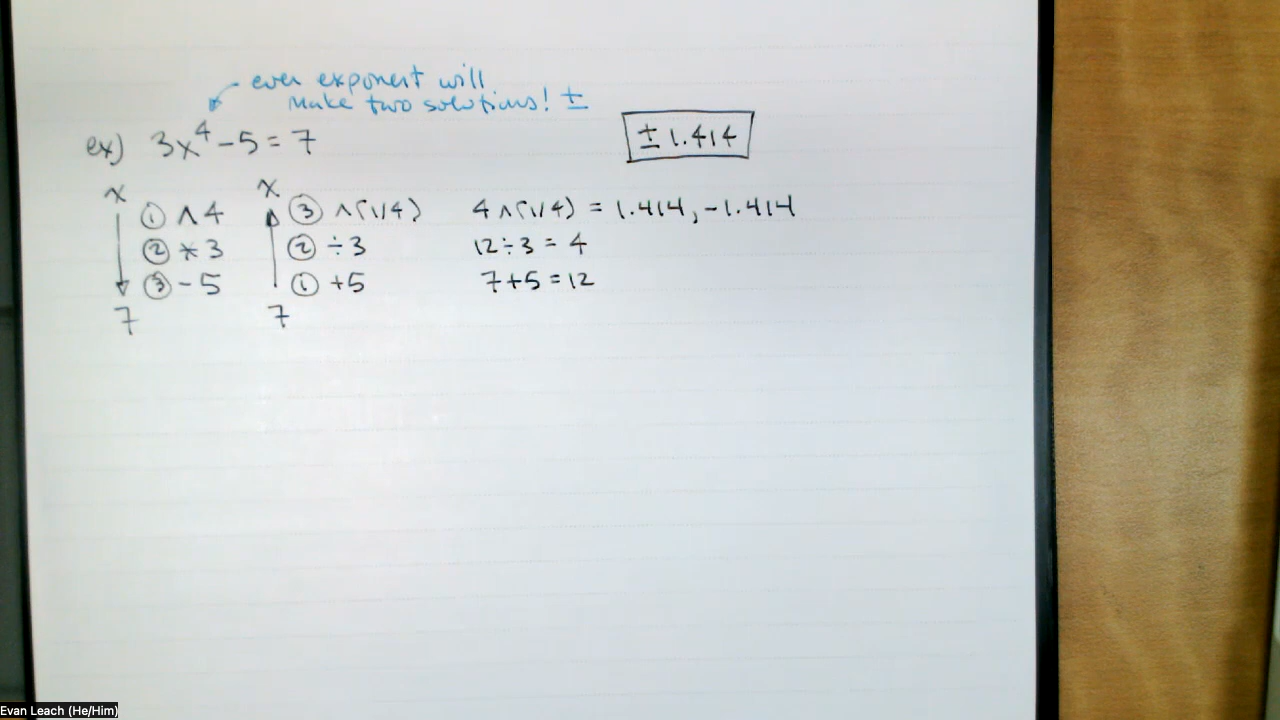 even exponent will
make two solutions! ±
ex) 3x⁴ - 5 = 7
± 1.414
x
x
① ∧4
③ ∧(1/4)
4∧(1/4) = 1.414, -1.414
② * 3
② ÷3
12÷3 = 4
③ - 5
① +5
7+5 = 12
7
7
Evan Leach (He/Him)